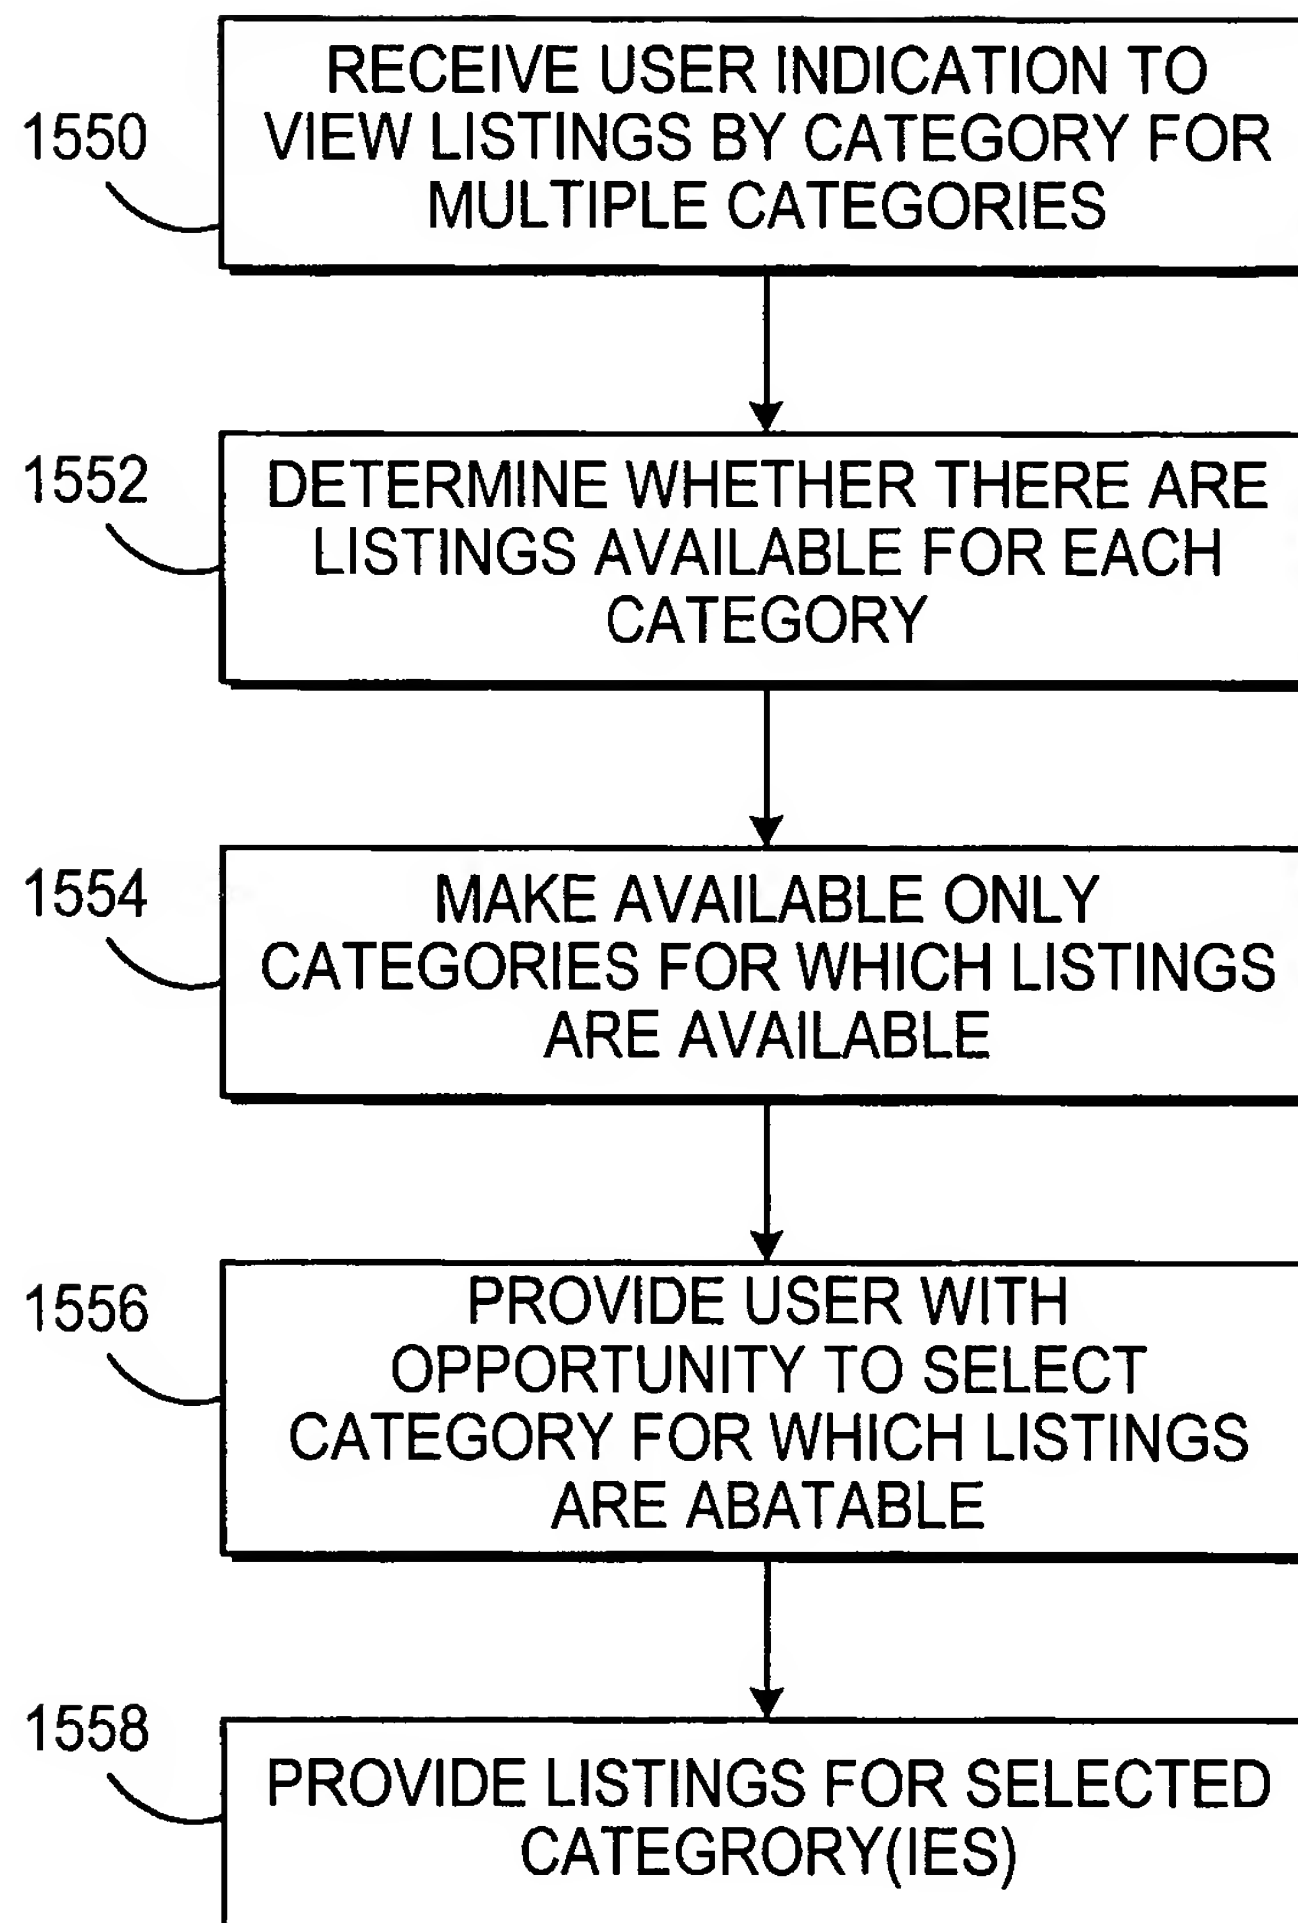 1550
RECEIVE USER INDICATION TO
VIEW LISTINGS BY CATEGORY FOR
MULTIPLE CATEGORIES
1552
DETERMINE WHETHER THERE ARE
LISTINGS AVAILABLE FOR EACH
CATEGORY
1554
MAKE AVAILABLE ONLY
CATEGORIES FOR WHICH LISTINGS
ARE AVAILABLE
1556
PROVIDE USER WITH
OPPORTUNITY TO SELECT
CATEGORY FOR WHICH LISTINGS
ARE ABATABLE
1558
PROVIDE LISTINGS FOR SELECTED
CATEGRORY(IES)